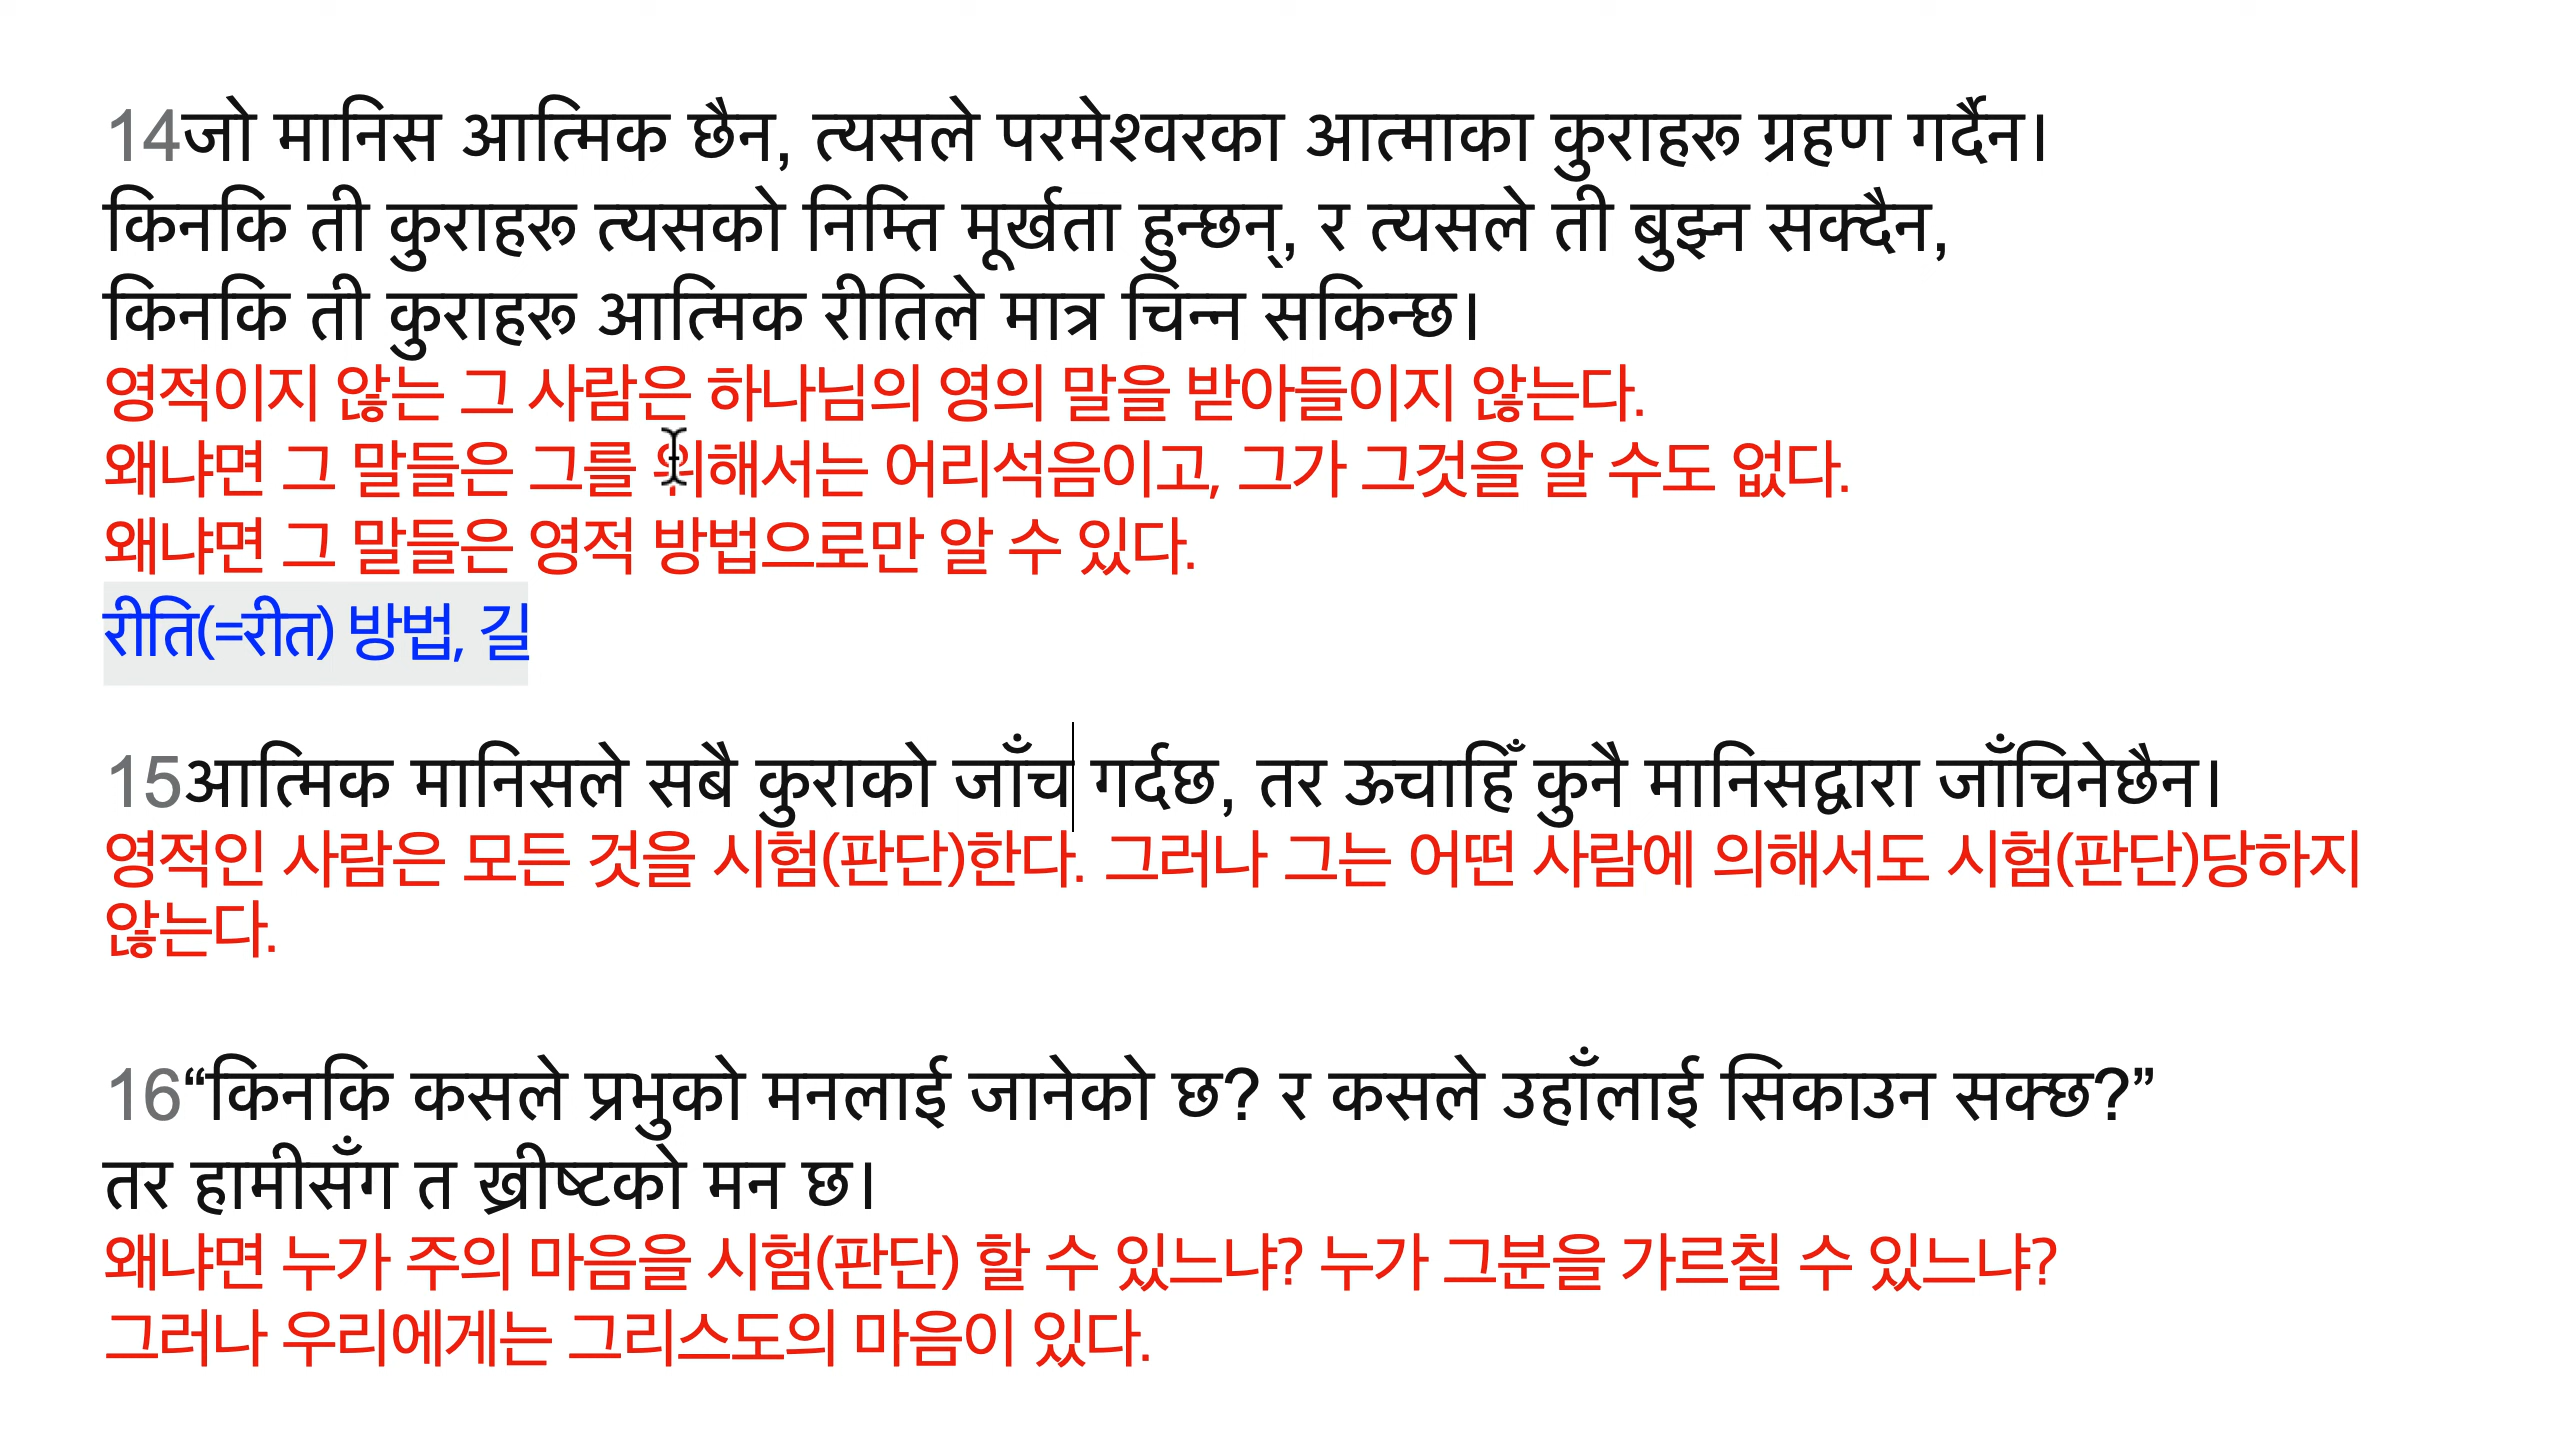 14जो मानिस आत्मिक छैन, त्यसले परमेश्वरका आत्माका कुराहरू ग्रहण गर्दैन।
किनकि ती कुराहरू त्यसको निम्ति मूर्खता हुन्छन्, र त्यसले ती बुझ्न सक्दैन,
किनकि ती कुराहरू आत्मिक रीतिले मात्र चिन्न सकिन्छ।
영적이지 않는 그 사람은 하나님의 영의 말을 받아들이지 않는다.
왜냐면 그 말들은 그를 위해서는 어리석음이고, 그가 그것을 알 수도 없다.
왜냐면 그 말들은 영적 방법으로만 알 수 있다.
रीति(=रीत) 방법, 길
15आत्मिक मानिसले सबै कुराको जाँच गर्दछ, तर ऊचाहिँ कुनै मानिसद्वारा जाँचिनेछैन।
영적인 사람은 모든 것을 시험(판단)한다. 그러나 그는 어떤 사람에 의해서도 시험(판단)당하지
않는다.
16“किनकि कसले प्रभुको मनलाई जानेको छ? र कसले उहाँलाई सिकाउन सक्छ?”
तर हामीसँग त ख्रीष्टको मन छ।
왜냐면 누가 주의 마음을 시험(판단) 할 수 있느냐? 누가 그분을 가르칠 수 있느냐?
그러나 우리에게는 그리스도의 마음이 있다.